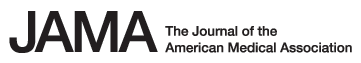 JAMA The Journal of the
American Medical Association